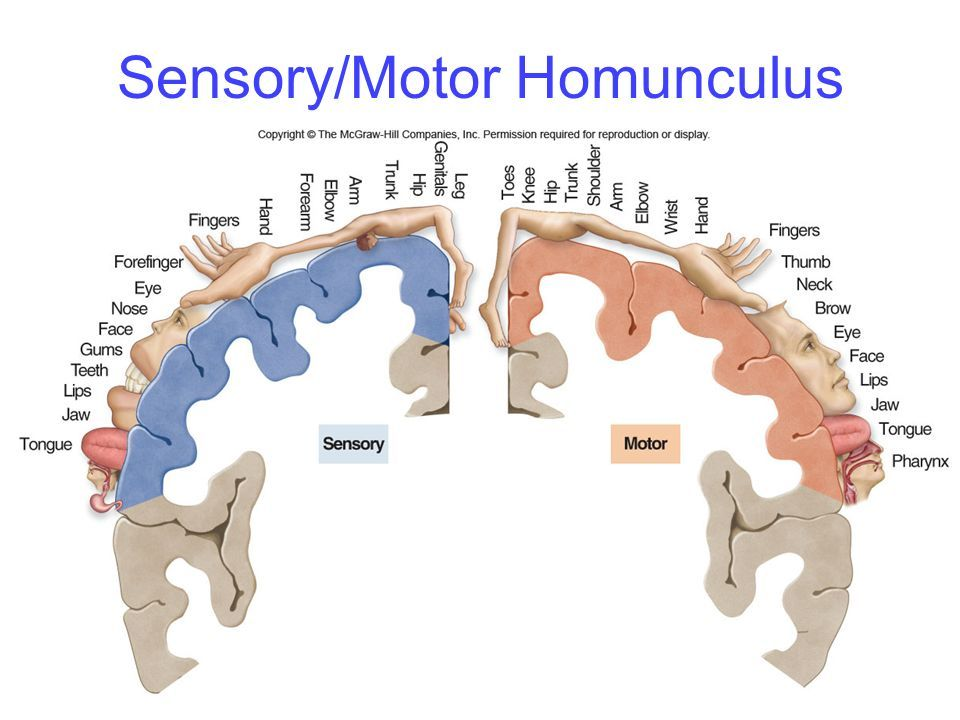 Sensory/Motor Homunculus
Copyright © The McGraw-Hill Companies, Inc. Permission required for reproduction or display.
Tongue
Jaw
Lips
Teeth
Gums
Face
Nose
Eye
Forefinger
Fingers
Hand
Forearm
Elbow
Arm
Trunk
Hip
Genitals
Leg
Toes
Knee
Hip
Trunk
Shoulder
Arm
Elbow
Wrist
Hand
Fingers
Thumb
Neck
Brow
Eye
Face
Lips
Jaw
Tongue
Pharynx
Sensory
Motor